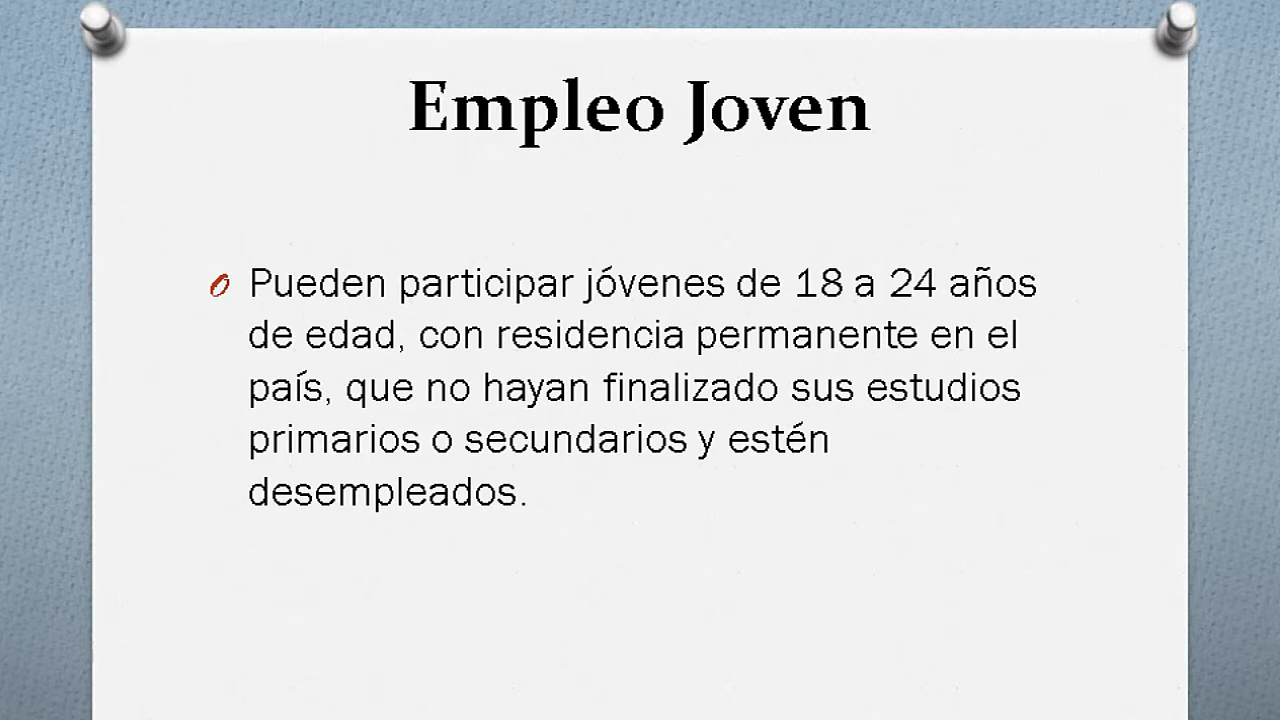 Empleo Joven
Pueden participar jóvenes de 18 a 24 años
de edad, con residencia permanente en el
país, que no hayan finalizado sus estudios
primarios o secundarios y estén
desempleados.